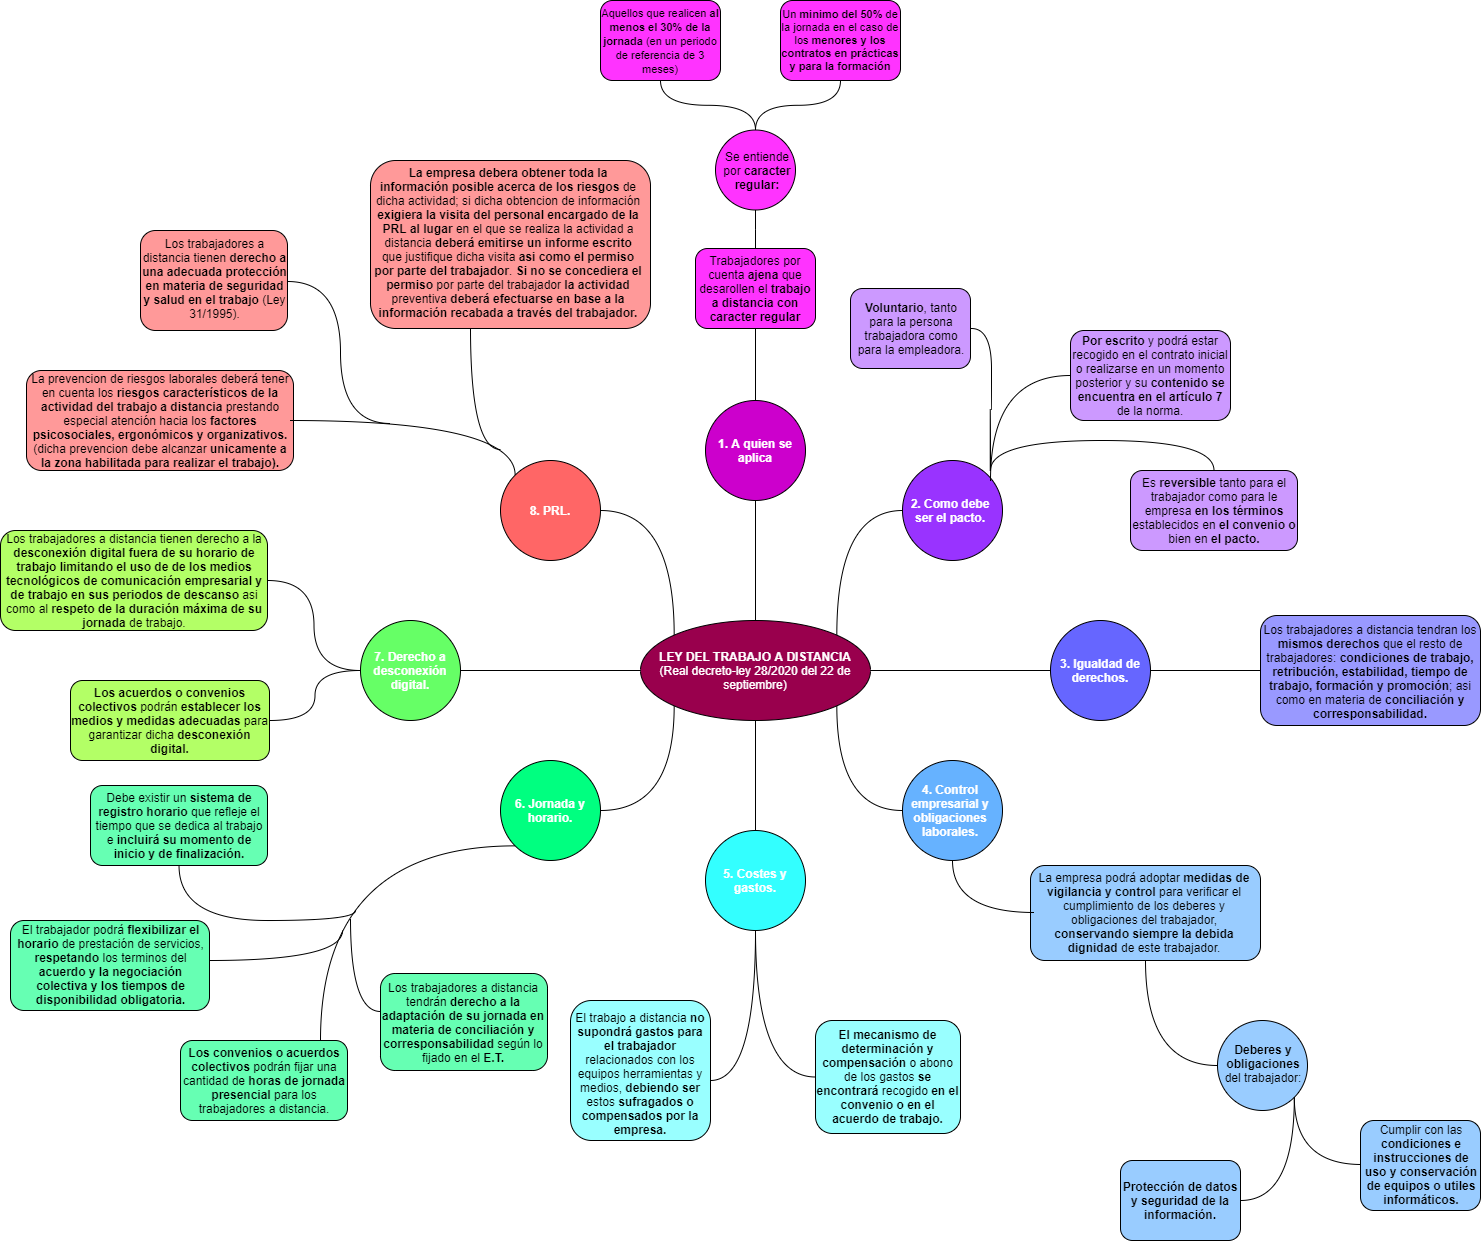 Aquellos que realicen al
menos el 30% de la
jornada (en un periodo
de referencia de 3
meses)
Un minimo del 50% de
la jornada en el caso de
los menores y los
contratos en prácticas
y para la formación
Se entiende
por caracter
regular:
Trabajadores por
cuenta ajena que
desarollen el trabajo
a distancia con
caracter regular
1. A quien se
aplica
Voluntario, tanto
para la persona
trabajadora como
para la empleadora.
Por escrito y podrá estar
recogido en el contrato inicial
o realizarse en un momento
posterior y su contenido se
encuentra en el artículo 7
de la norma.
Es reversible tanto para el
trabajador como para le
empresa en los términos
establecidos en el convenio o
bien en el pacto.
2. Como debe
ser el pacto.
LEY DEL TRABAJO A DISTANCIA
(Real decreto-ley 28/2020 del 22 de
septiembre)
3. Igualdad de
derechos.
Los trabajadores a distancia tendran los
mismos derechos que el resto de
trabajadores: condiciones de trabajo,
retribución, estabilidad, tiempo de
trabajo, formación y promoción; asi
como en materia de conciliación y
corresponsabilidad.
4. Control
empresarial y
obligaciones
laborales.
La empresa podrá adoptar medidas de
vigilancia y control para verificar el
cumplimiento de los deberes y
obligaciones del trabajador,
conservando siempre la debida
dignidad de este trabajador.
Deberes y
obligaciones
del trabajador:
Protección de datos
y seguridad de la
información.
Cumplir con las
condiciones e
instrucciones de
uso y conservación
de equipos o utiles
informáticos.
5. Costes y
gastos.
El trabajo a distancia no
supondrá gastos para
el trabajador
relacionados con los
equipos herramientas y
medios, debiendo ser
estos sufragados o
compensados por la
empresa.
El mecanismo de
determinación y
compensación o abono
de los gastos se
encontrará recogido en el
convenio o en el
acuerdo de trabajo.
6. Jornada y
horario.
Debe existir un sistema de
registro horario que refleje el
tiempo que se dedica al trabajo
e incluirá su momento de
inicio y de finalización.
El trabajador podrá flexibilizar el
horario de prestación de servicios,
respetando los terminos del
acuerdo y la negociación
colectiva y los tiempos de
disponibilidad obligatoria.
Los convenios o acuerdos
colectivos podrán fijar una
cantidad de horas de jornada
presencial para los
trabajadores a distancia.
Los trabajadores a distancia
tendrán derecho a la
adaptación de su jornada en
materia de conciliación y
corresponsabilidad según lo
fijado en el E.T.
7. Derecho a
desconexión
digital.
Los trabajadores a distancia tienen derecho a la
desconexión digital fuera de su horario de
trabajo limitando el uso de de los medios
tecnológicos de comunicación empresarial y
de trabajo en sus periodos de descanso asi
como al respeto de la duración máxima de su
jornada de trabajo.
Los acuerdos o convenios
colectivos podrán establecer los
medios y medidas adecuadas para
garantizar dicha desconexión
digital.
8. PRL.
Los trabajadores a
distancia tienen derecho a
una adecuada protección
en materia de seguridad
y salud en el trabajo (Ley
31/1995).
La prevencion de riesgos laborales deberá tener
en cuenta los riesgos característicos de la
actividad del trabajo a distancia prestando
especial atención hacia los factores
psicosociales, ergonómicos y organizativos.
(dicha prevencion debe alcanzar unicamente a
la zona habilitada para realizar el trabajo).
La empresa debera obtener toda la
información posible acerca de los riesgos de
dicha actividad; si dicha obtencion de información
exigiera la visita del personal encargado de la
PRL al lugar en el que se realiza la actividad a
distancia deberá emitirse un informe escrito
que justifique dicha visita asi como el permiso
por parte del trabajador. Si no se concediera el
permiso por parte del trabajador la actividad
preventiva deberá efectuarse en base a la
información recabada a través del trabajador.